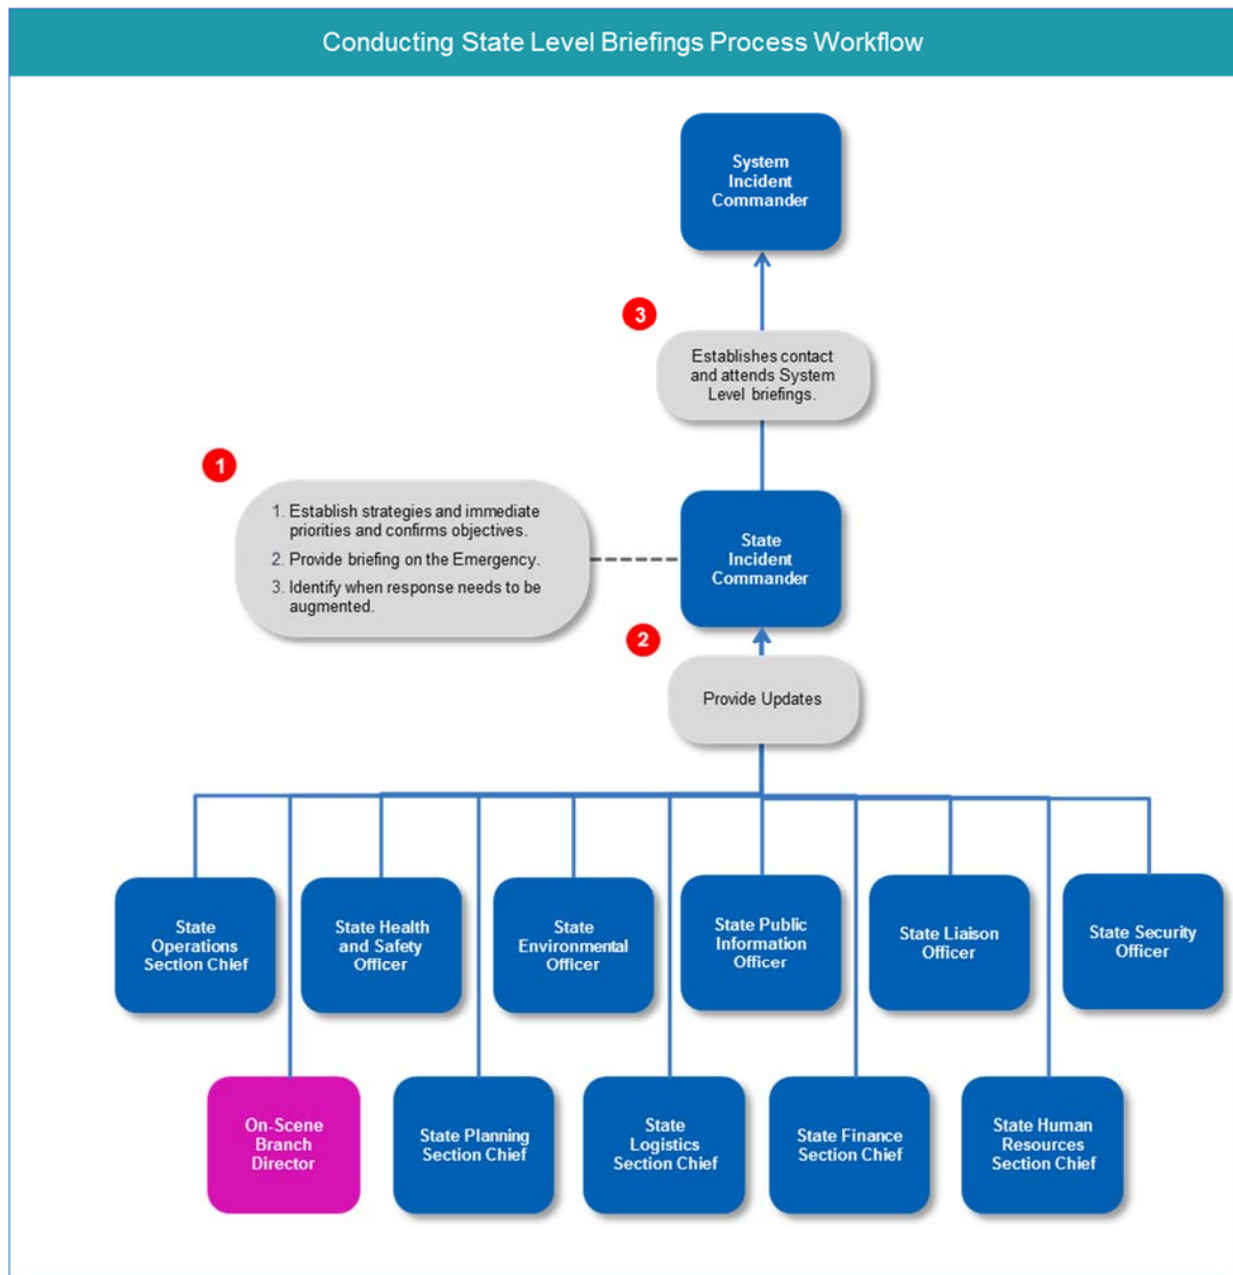 Conducting State Level Briefings Process Workflow
System
Incident
Commander
3
Establishes contact
and attends System
Level briefings.
1
1. Establish strategies and immediate
priorities and confirms objectives.
2. Provide briefing on the Emergency.
3. Identify when response needs to be
augmented.
State
Incident
Commander
2
Provide Updates
State
Operations
Section Chief
State Health
and Safety
Officer
State
Environmental
Officer
State Public
Information
Officer
State Liaison
Officer
State Security
Officer
On-Scene
Branch
Director
State Planning
Section Chief
State
Logistics
Section Chief
State Finance
Section Chief
State Human
Resources
Section Chief